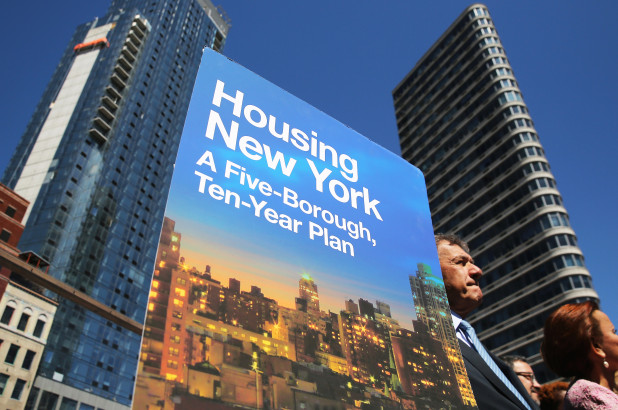 Housing
New York
A Five-Borough,
Ten-Year Plan